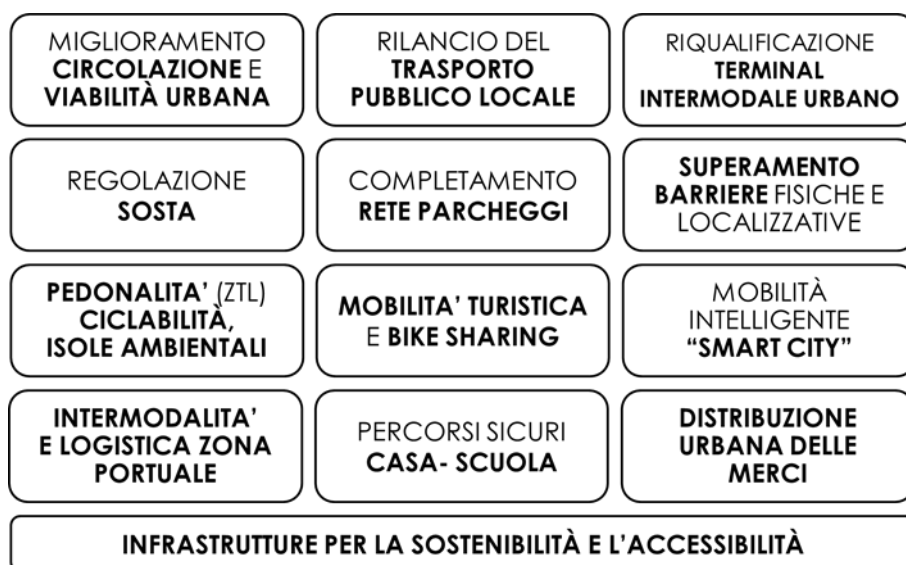 MIGLIORAMENTO
CIRCOLAZIONE E
VIABILITÀ URBANA
RILANCIO DEL
TRASPORTO
PUBBLICO LOCALE
RIQUALIFICAZIONE
TERMINAL
INTERMODALE URBANO
REGOLAZIONE
SOSTA
COMPLETAMENTO
RETE PARCHEGGI
SUPERAMENTO
BARRIERE FISICHE E
LOCALIZZATIVE
PEDONALITA’ (ZTL)
CICLABILITÀ,
ISOLE AMBIENTALI
MOBILITA’ TURISTICA
E BIKE SHARING
MOBILITÀ
INTELLIGENTE
“SMART CITY”
INTERMODALITA’
E LOGISTICA ZONA
PORTUALE
PERCORSI SICURI
CASA- SCUOLA
DISTRIBUZIONE
URBANA DELLE
MERCI
INFRASTRUTTURE PER LA SOSTENIBILITÀ E L’ACCESSIBILITÀ